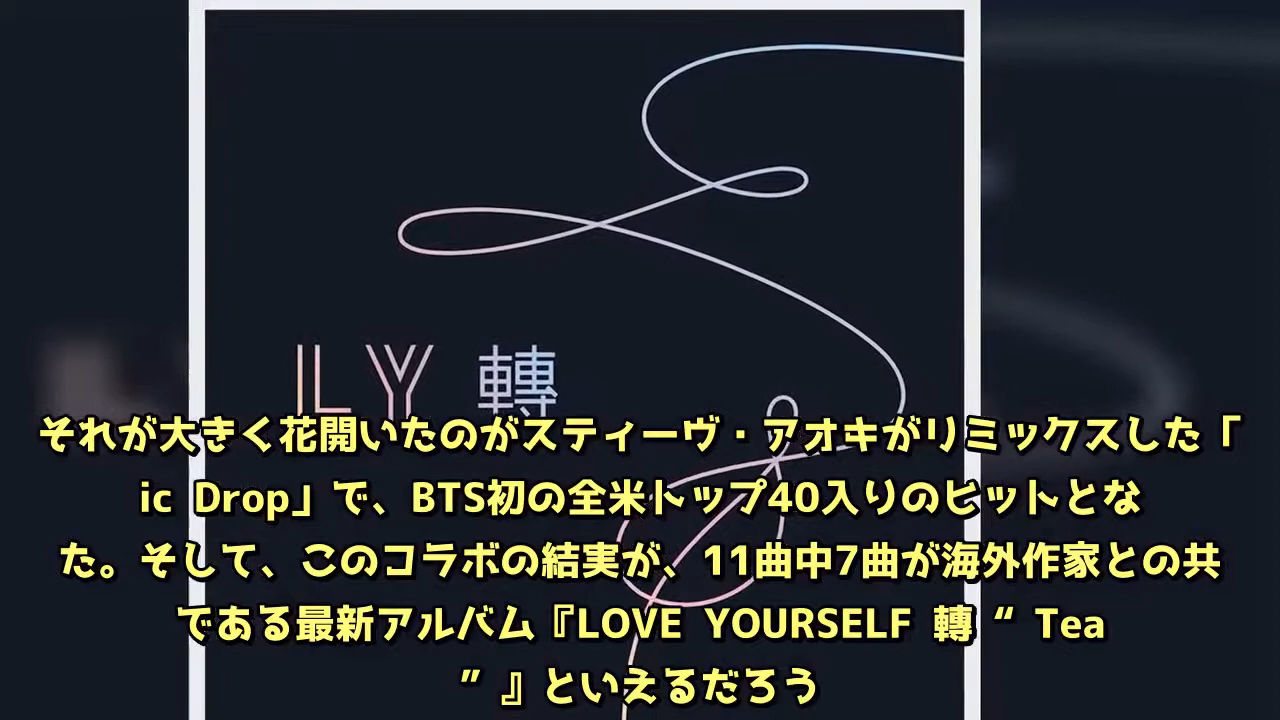 ILY 轉
それが大きく花開いたのがスティーヴ・アオキがリミックスした「
ic Drop」で、BTS初の全米トップ40入りのヒットとな
た。そして、このコラボの結実が、11曲中7曲が海外作家との共
である最新アルバム『LOVE YOURSELF 轉 “ Tea
”』といえるだろう